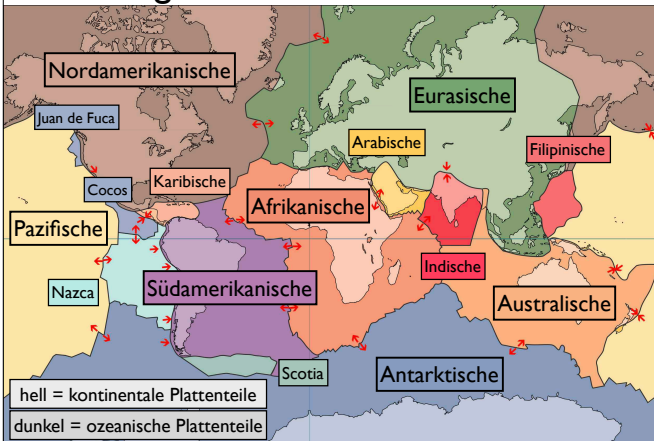 Nordamerikanische
Eurasische
Juan de Fuca
Arabische
Filipinische
Cocos
Karibische
Afrikanische
Pazifische
Indische
Nazca
Südamerikanische
Australische
Scotia
Antarktische
hell = kontinentale Plattenteile
dunkel = ozeanische Plattenteile